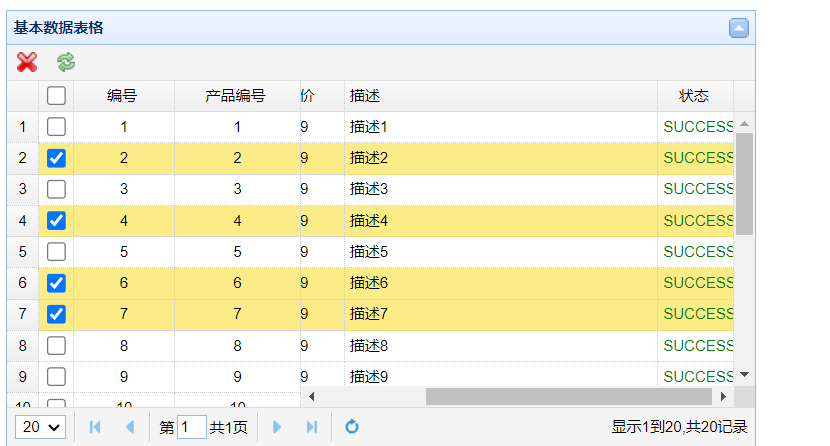 基本数据表格
编号 产品编号 价 描述 状态
1 1 1 9 描述1 SUCCESS
2 2 2 9 描述2 SUCCESS
3 3 3 9 描述3 SUCCESS
4 4 4 9 描述4 SUCCESS
5 5 5 9 描述5 SUCCESS
6 6 6 9 描述6 SUCCESS
7 7 7 9 描述7 SUCCESS
8 8 8 9 描述8 SUCCESS
9 9 9 9 描述9 SUCCESS
10 10 10
20 第 1 共1页 显示1到20,共20记录